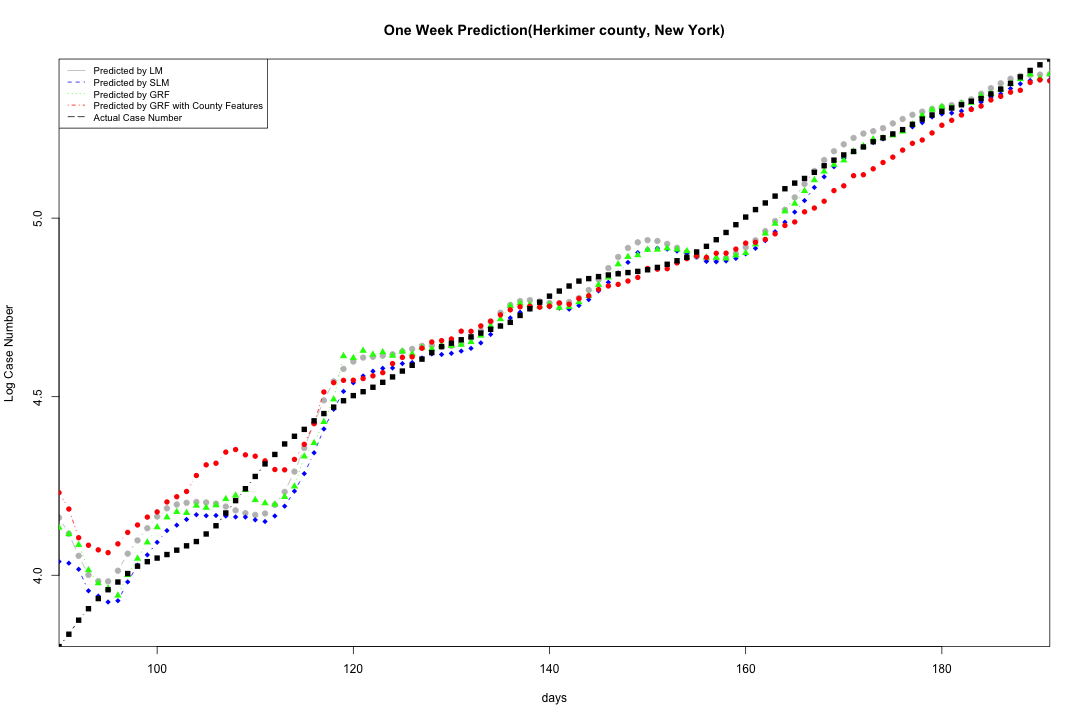 One Week Prediction(Herkimer county, New York)
Predicted by LM
Predicted by SLM
Predicted by GRF
Predicted by GRF with County Features
Actual Case Number
5.0
4.5
4.0
Log Case Number
100
120
140
160
180
days